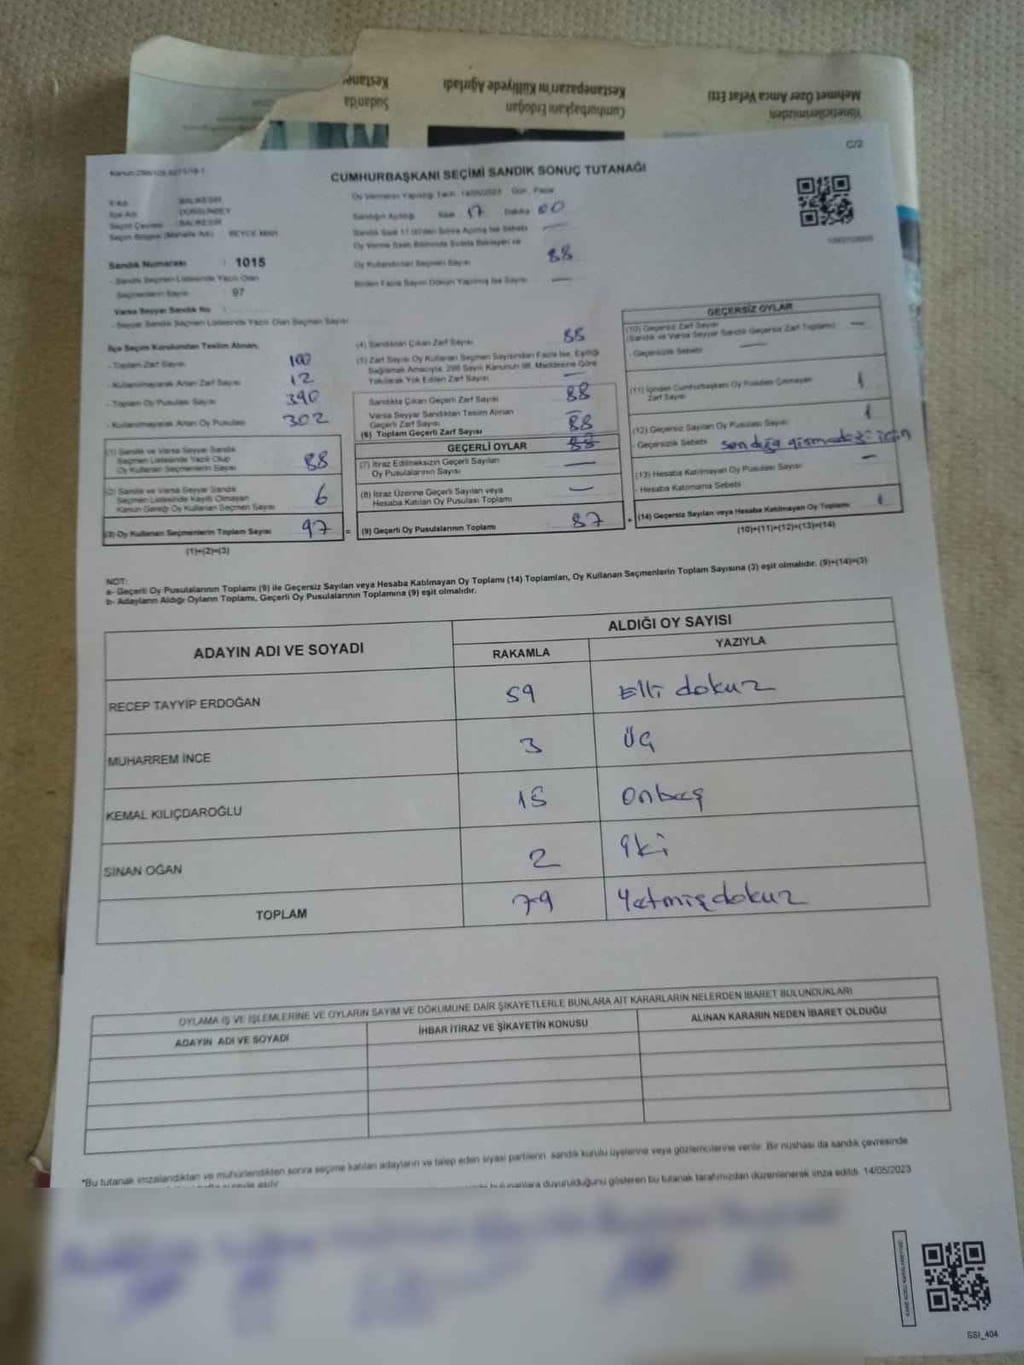 Yöneticilerimizden
Mehmet Özer Amca Vefat Etti
Cumhurbaşkanı Erdoğan
Kestanepazarı'nı Külliyede Ağırladı
Sudanda
Kestane
C/2
CUMHURBAŞKANI SEÇİMİ SANDIK SONUÇ TUTANAĞI
Oy Vermenin Yapıldığı Tarih : 14/05/2023 Gün : Pazar
İl Adı : BALIKESİR
İlçe Adı : DURSUNBEY
Seçim Çevresi : BALIKESİR
Seçim Bölgesi (Mahalle /Köy) : BEYCE MAH.
Sandığın Açıldığı Saat 17 Dakika 00
Sandık Saat 17.00'den Sonra Açılmış İse Sebebi —
Oy Verme Saati Bitiminde Sırada Bekleyen ve
Oy Kullandırılan Seçmen Sayısı 88
Birden Fazla Sayım Döküm Yapılmış İse Sayısı —
Sandık Numarası : 1015
- Sandık Seçmen Listesinde Yazılı Olan
Seçmenlerin Sayısı : 97
Varsa Seyyar Sandık No :
- Seyyar Sandık Seçmen Listesinde Yazılı Olan Seçmen Sayısı
İlçe Seçim Kurulundan Teslim Alınan;
- Toplam Zarf Sayısı 100
- Kullanılmayarak Artan Zarf Sayısı 12
- Toplam Oy Pusulası Sayısı 390
- Kullanılmayarak Artan Oy Pusulası 302
(1) Sandık ve Varsa Seyyar Sandık
Seçmen Listesinde Yazılı Olup
Oy Kullanan Seçmenlerin Sayısı 88
(2) Sandık ve Varsa Seyyar Sandık
Seçmen Listesinde Kayıtlı Olmayan
Kanun Gereği Oy Kullanan Seçmen Sayısı 6
(3) Oy Kullanan Seçmenlerin Toplam Sayısı 97
(1)+(2)=(3)
(4) Sandıktan Çıkan Zarf Sayısı 88
(5) Zarf Sayısı Oy Kullanan Seçmen Sayısından Fazla İse, Eşitliği
Sağlamak Amacıyla, 298 Sayılı Kanunun 98. Maddesine Göre
Yakılarak Yok Edilen Zarf Sayısı —
Sandıkta Çıkan Geçerli Zarf Sayısı 88
Varsa Seyyar Sandıktan Teslim Alınan
Geçerli Zarf Sayısı —
(6) Toplam Geçerli Zarf Sayısı 88
GEÇERLİ OYLAR 88
(7) İtiraz Edilmeksizin Geçerli Sayılan
Oy Pusulalarının Sayısı —
(8) İtiraz Üzerine Geçerli Sayılan veya
Hesaba Katılan Oy Pusulası Toplamı —
= (9) Geçerli Oy Pusulalarının Toplamı 87
GEÇERSİZ OYLAR
(10) Geçersiz Zarf Sayısı
(Sandık ve Varsa Seyyar Sandık Geçersiz Zarf Toplamı) —
- Geçersizlik Sebebi —
(11) İçinden Cumhurbaşkanı Oy Pusulası Çıkmayan
Zarf Sayısı 1
(12) Geçersiz Sayılan Oy Pusulası Sayısı 1
- Geçersizlik Sebebi
(13) Hesaba Katılmayan Oy Pusulası Sayısı —
- Hesaba Katılmama Sebebi
+ (14) Geçersiz Sayılan veya Hesaba Katılmayan Oy Toplamı 1
(10)+(11)+(12)+(13)=(14)
NOT:
a- Geçerli Oy Pusulalarının Toplamı (9) ile Geçersiz Sayılan veya Hesaba Katılmayan Oy Toplamı (14) Toplamları, Oy Kullanan Seçmenlerin Toplam Sayısına (3) eşit olmalıdır. (9)+(14)=(3)
b- Adayların Aldığı Oyların Toplamı, Geçerli Oy Pusulalarının Toplamına (9) eşit olmalıdır.
ADAYIN ADI VE SOYADI
ALDIĞI OY SAYISI
RAKAMLA YAZIYLA
RECEP TAYYİP ERDOĞAN 59 Elli dokuz
MUHARREM İNCE 3 üç
KEMAL KILIÇDAROĞLU 15 onbeş
SİNAN OĞAN 2 iki
TOPLAM 79 Yetmişdokuz
OYLAMA İŞ VE İŞLEMLERİNE VE OYLARIN SAYIM VE DÖKÜMÜNE DAİR ŞİKAYETLERLE BUNLARA AİT KARARLARIN NELERDEN İBARET BULUNDUKLARI
ADAYIN ADI VE SOYADI İHBAR İTİRAZ VE ŞİKAYETİN KONUSU ALINAN KARARIN NEDEN İBARET OLDUĞU
*Bu tutanak imzalandıktan ve mühürlendikten sonra seçime katılan adayların ve talep eden siyasi partilerin sandık kurulu üyelerine veya gözlemcilerine verilir. Bir nüshası da sandık çevresinde
bulunanlara duyurulduğunu gösteren bu tutanak tarafımızdan düzenlenerek imza edildi. 14/05/2023
SSİ_404